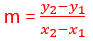 m = y₂−y₁ / x₂−x₁